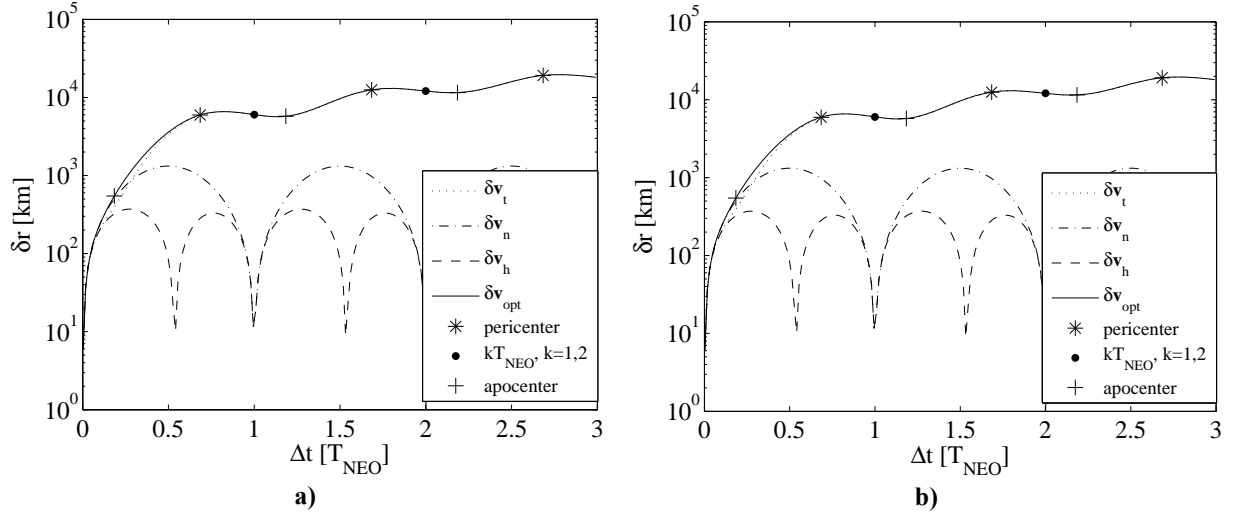 10^5
10^4
10^3
10^2
10^1
10^0
δr [km]
0 0.5 1 1.5 2 2.5 3
Δt [T_NEO]
δv_t
δv_n
δv_h
δv_opt
pericenter
kT_NEO, k=1,2
apocenter
a)
10^5
10^4
10^3
10^2
10^1
10^0
δr [km]
0 0.5 1 1.5 2 2.5 3
Δt [T_NEO]
δv_t
δv_n
δv_h
δv_opt
pericenter
kT_NEO, k=1,2
apocenter
b)